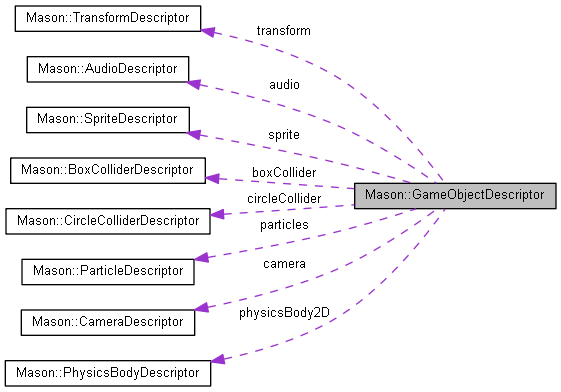 Mason::TransformDescriptor
transform
Mason::AudioDescriptor
audio
Mason::SpriteDescriptor
sprite
Mason::BoxColliderDescriptor
boxCollider
Mason::GameObjectDescriptor
circleCollider
Mason::CircleColliderDescriptor
particles
Mason::ParticleDescriptor
camera
Mason::CameraDescriptor
physicsBody2D
Mason::PhysicsBodyDescriptor